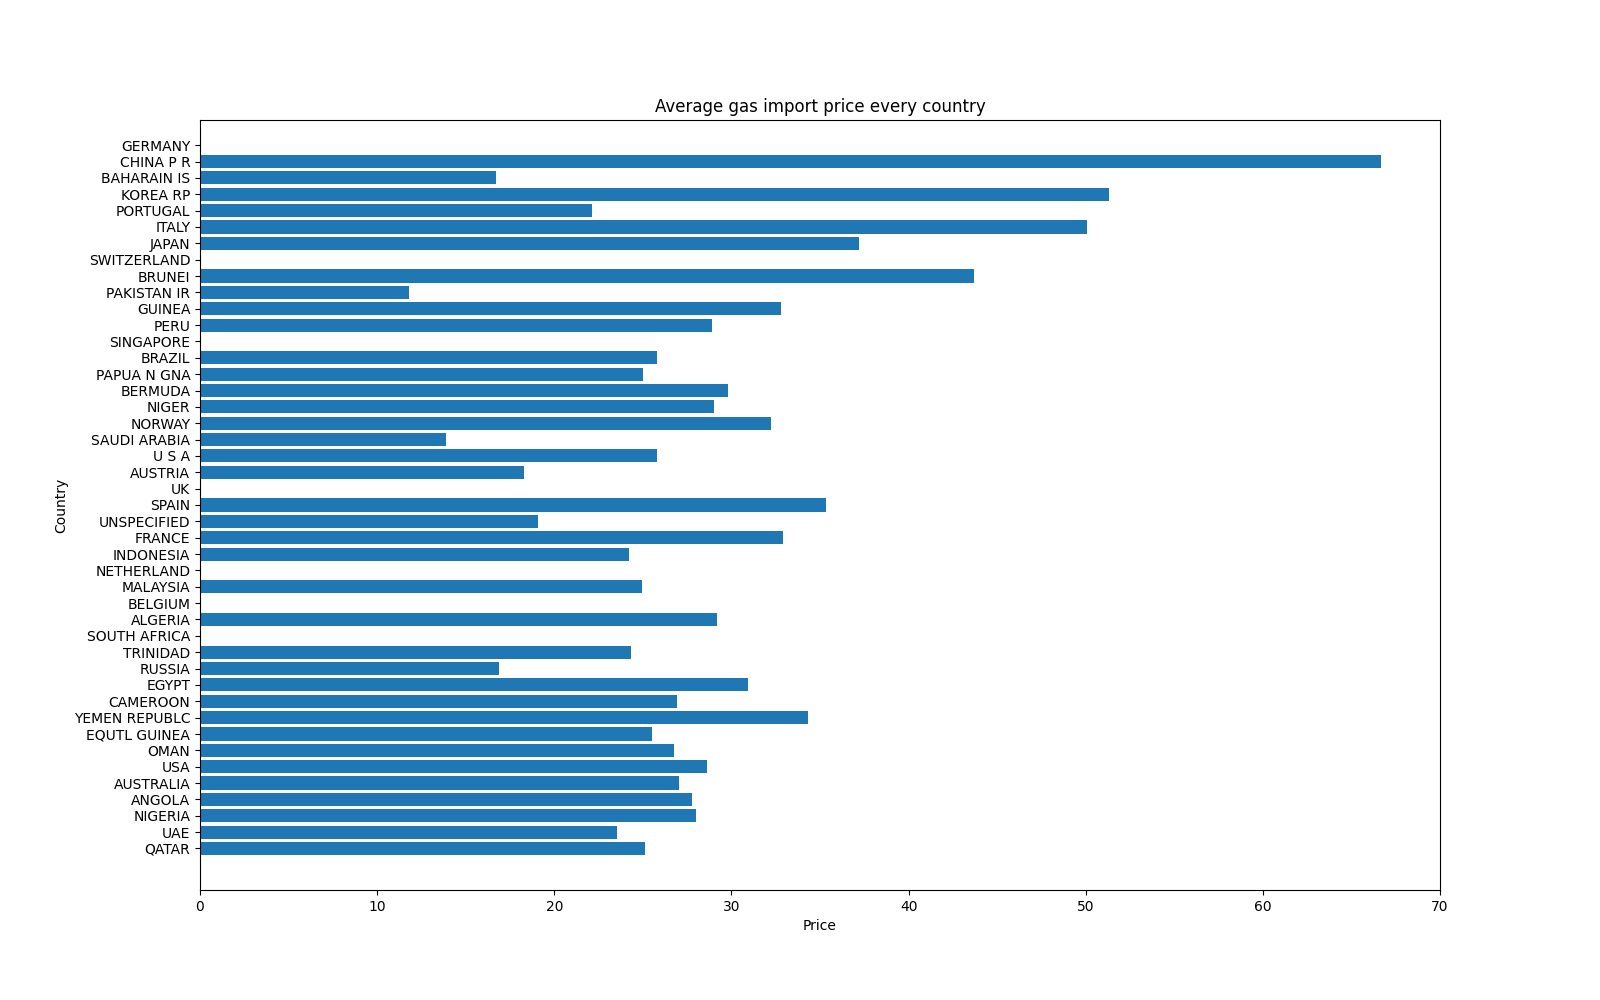 Average gas import price every country
GERMANY
CHINA P R
BAHARAIN IS
KOREA RP
PORTUGAL
ITALY
JAPAN
SWITZERLAND
BRUNEI
PAKISTAN IR
GUINEA
PERU
SINGAPORE
BRAZIL
PAPUA N GNA
BERMUDA
NIGER
NORWAY
SAUDI ARABIA
U S A
AUSTRIA
UK
SPAIN
UNSPECIFIED
FRANCE
INDONESIA
NETHERLAND
MALAYSIA
BELGIUM
ALGERIA
SOUTH AFRICA
TRINIDAD
RUSSIA
EGYPT
CAMEROON
YEMEN REPUBLC
EQUTL GUINEA
OMAN
USA
AUSTRALIA
ANGOLA
NIGERIA
UAE
QATAR
Country
0 10 20 30 40 50 60 70
Price